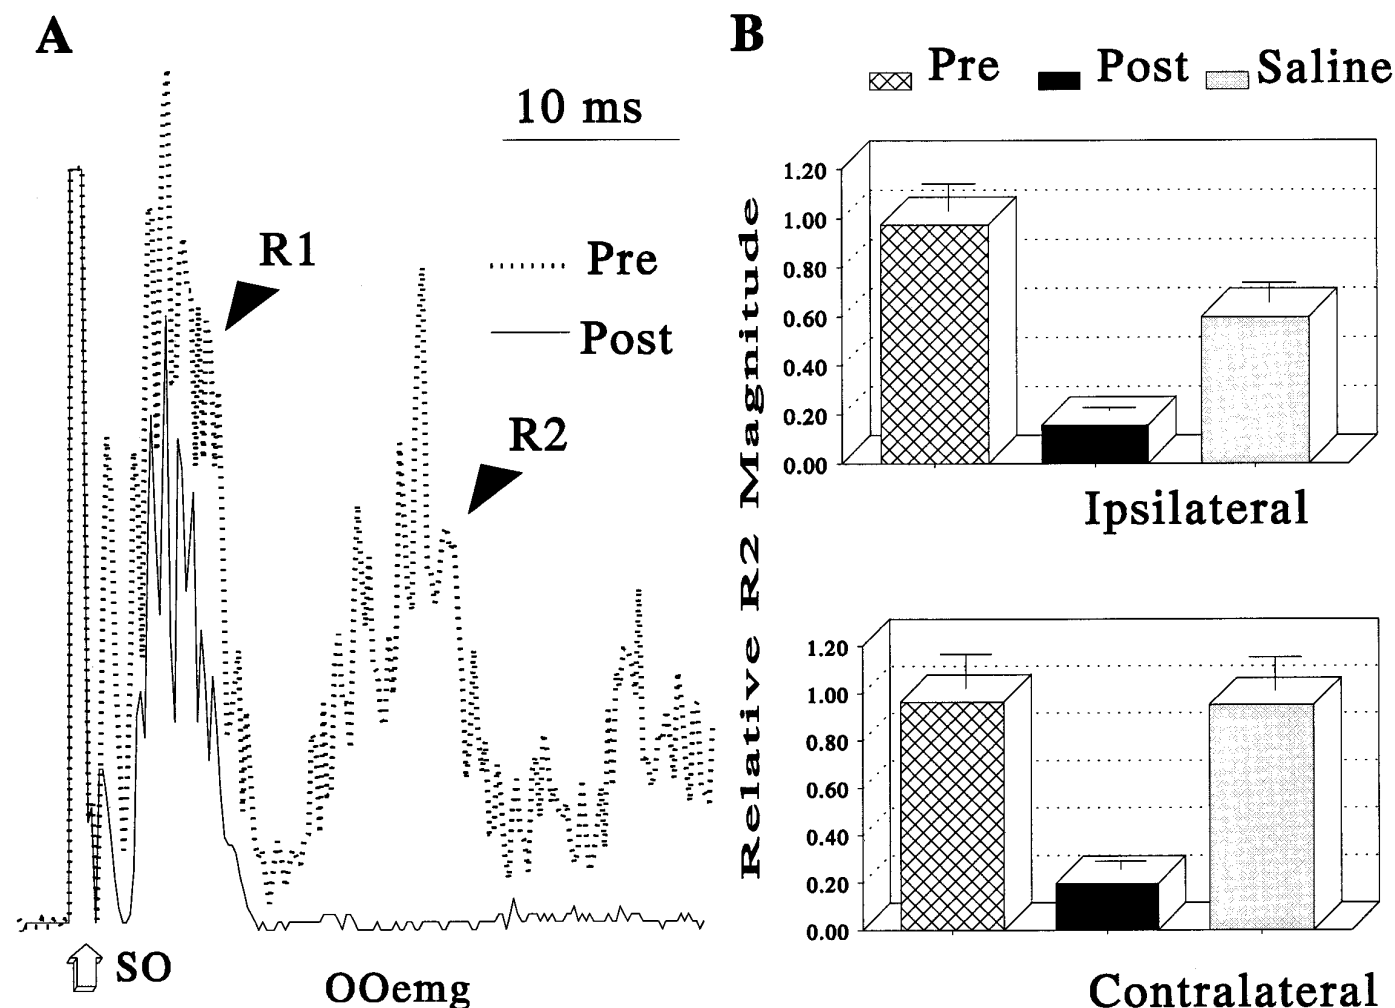 A
10 ms
R1
Pre
Post
R2
SO
OOemg
B
Pre Post Saline
Relative R2 Magnitude
1.20
1.00
0.80
0.60
0.40
0.20
0.00
Ipsilateral
1.20
1.00
0.80
0.60
0.40
0.20
0.00
Contralateral